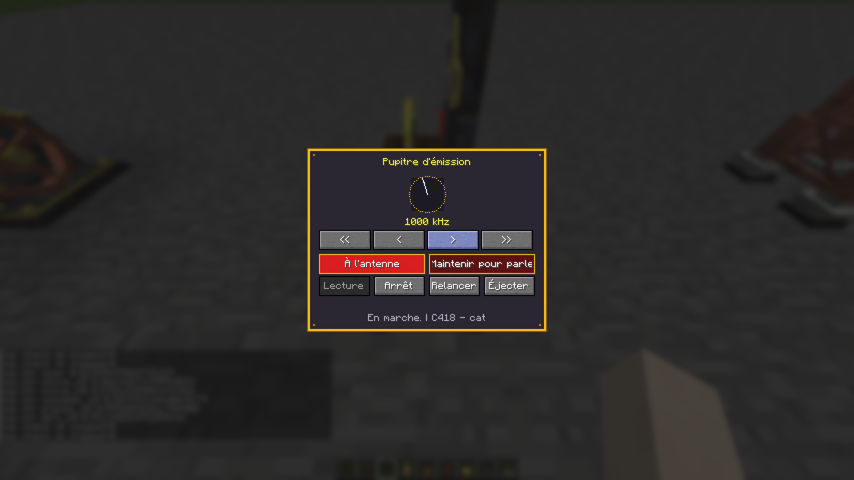 Pupitre d'émission
1000 kHz
<< < > >>
À l'antenne
Maintenir pour parle
Lecture Arrêt Relancer Éjecter
En marche. | C418 - cat